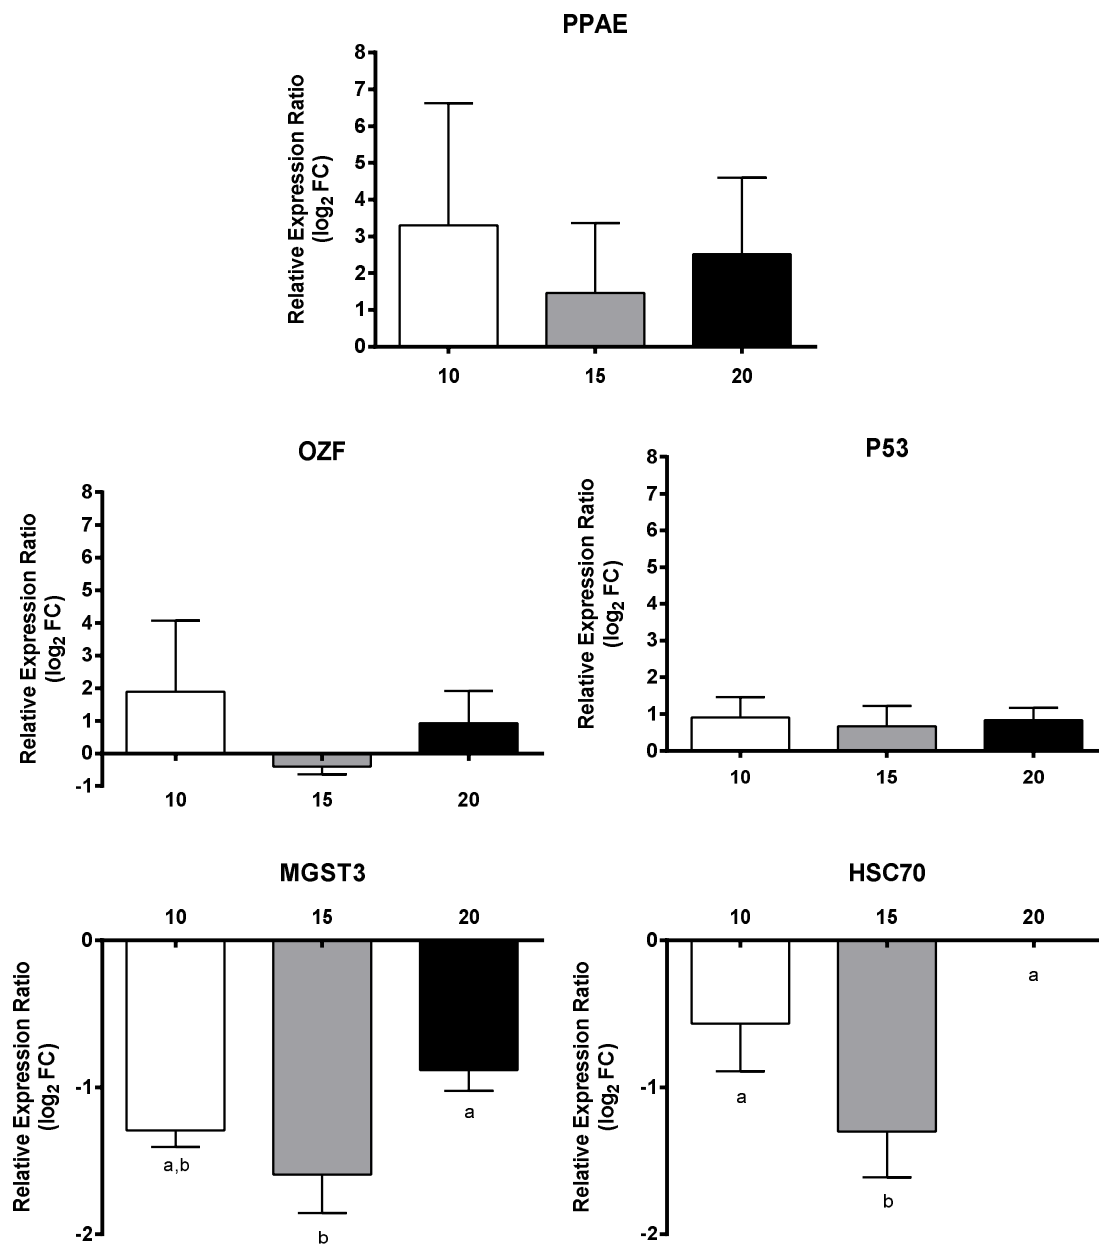 PPAE
Relative Expression Ratio
(log2 FC)
8
7
6
5
4
3
2
1
0
10 15 20
OZF
Relative Expression Ratio
(log2 FC)
8
7
6
5
4
3
2
1
0
-1
10 15 20
P53
Relative Expression Ratio
(log2 FC)
8
7
6
5
4
3
2
1
0
10 15 20
MGST3
10 15 20
Relative Expression Ratio
(log2 FC)
0
-1
-2
a,b
b
a
HSC70
10 15 20
Relative Expression Ratio
(log2 FC)
0
-1
-2
a
b
a